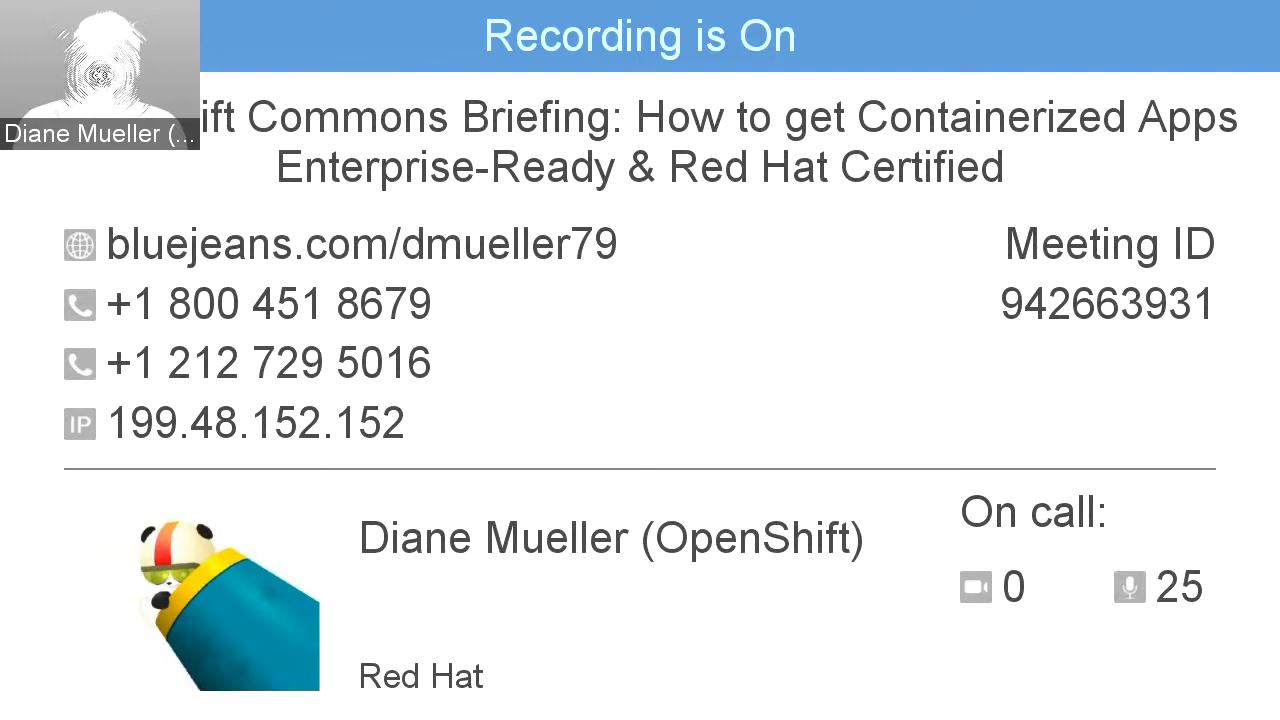 Recording is On
ift Commons Briefing: How to get Containerized Apps
Diane Mueller (...
Enterprise-Ready & Red Hat Certified
bluejeans.com/dmueller79
Meeting ID
+1 800 451 8679
942663931
+1 212 729 5016
IP 199.48.152.152
On call:
Diane Mueller (OpenShift)
0 25
Red Hat